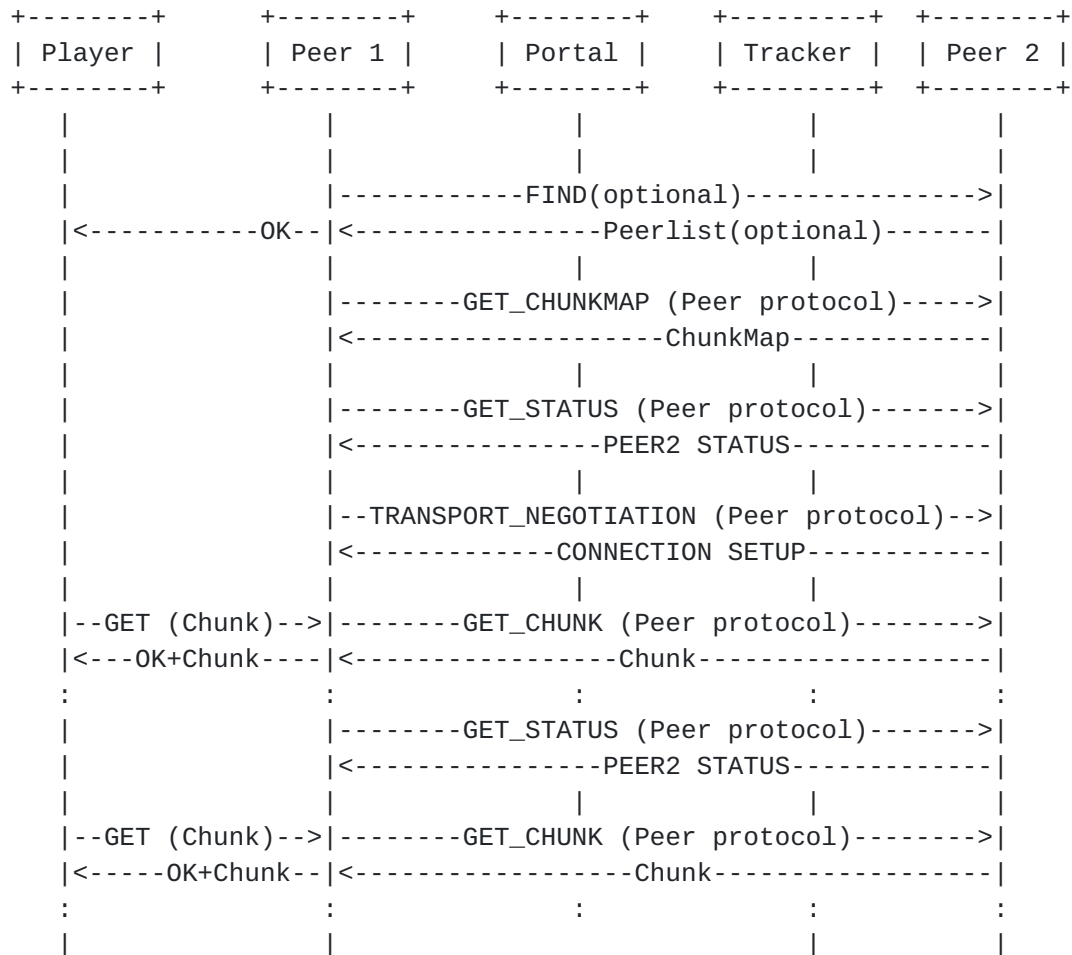 +--------+      +--------+     +--------+    +---------+  +--------+
| Player |      | Peer 1 |     | Portal |    | Tracker |  | Peer 2 |
+--------+      +--------+     +--------+    +---------+  +--------+
   |                |               |              |           |
   |                |               |              |           |
   |                |------------FIND(optional)--------------->|
   |<-----------OK--|<----------------Peerlist(optional)-------|
   |                |               |              |           |
   |                |--------GET_CHUNKMAP (Peer protocol)----->|
   |                |<--------------------ChunkMap-------------|
   |                |               |              |           |
   |                |--------GET_STATUS (Peer protocol)------->|
   |                |<----------------PEER2 STATUS-------------|
   |                |               |              |           |
   |                |--TRANSPORT_NEGOTIATION (Peer protocol)-->|
   |                |<-------------CONNECTION SETUP------------|
   |                |               |              |           |
   |--GET (Chunk)-->|--------GET_CHUNK (Peer protocol)-------->|
   |<---OK+Chunk----|<-----------------Chunk-------------------|
   :                :               :              :           :
   |                |--------GET_STATUS (Peer protocol)------->|
   |                |<----------------PEER2 STATUS-------------|
   |                |               |              |           |
   |--GET (Chunk)-->|--------GET_CHUNK (Peer protocol)-------->|
   |<-----OK+Chunk--|<------------------Chunk------------------|
   :                :               :              :           :
   |                |                              |           |